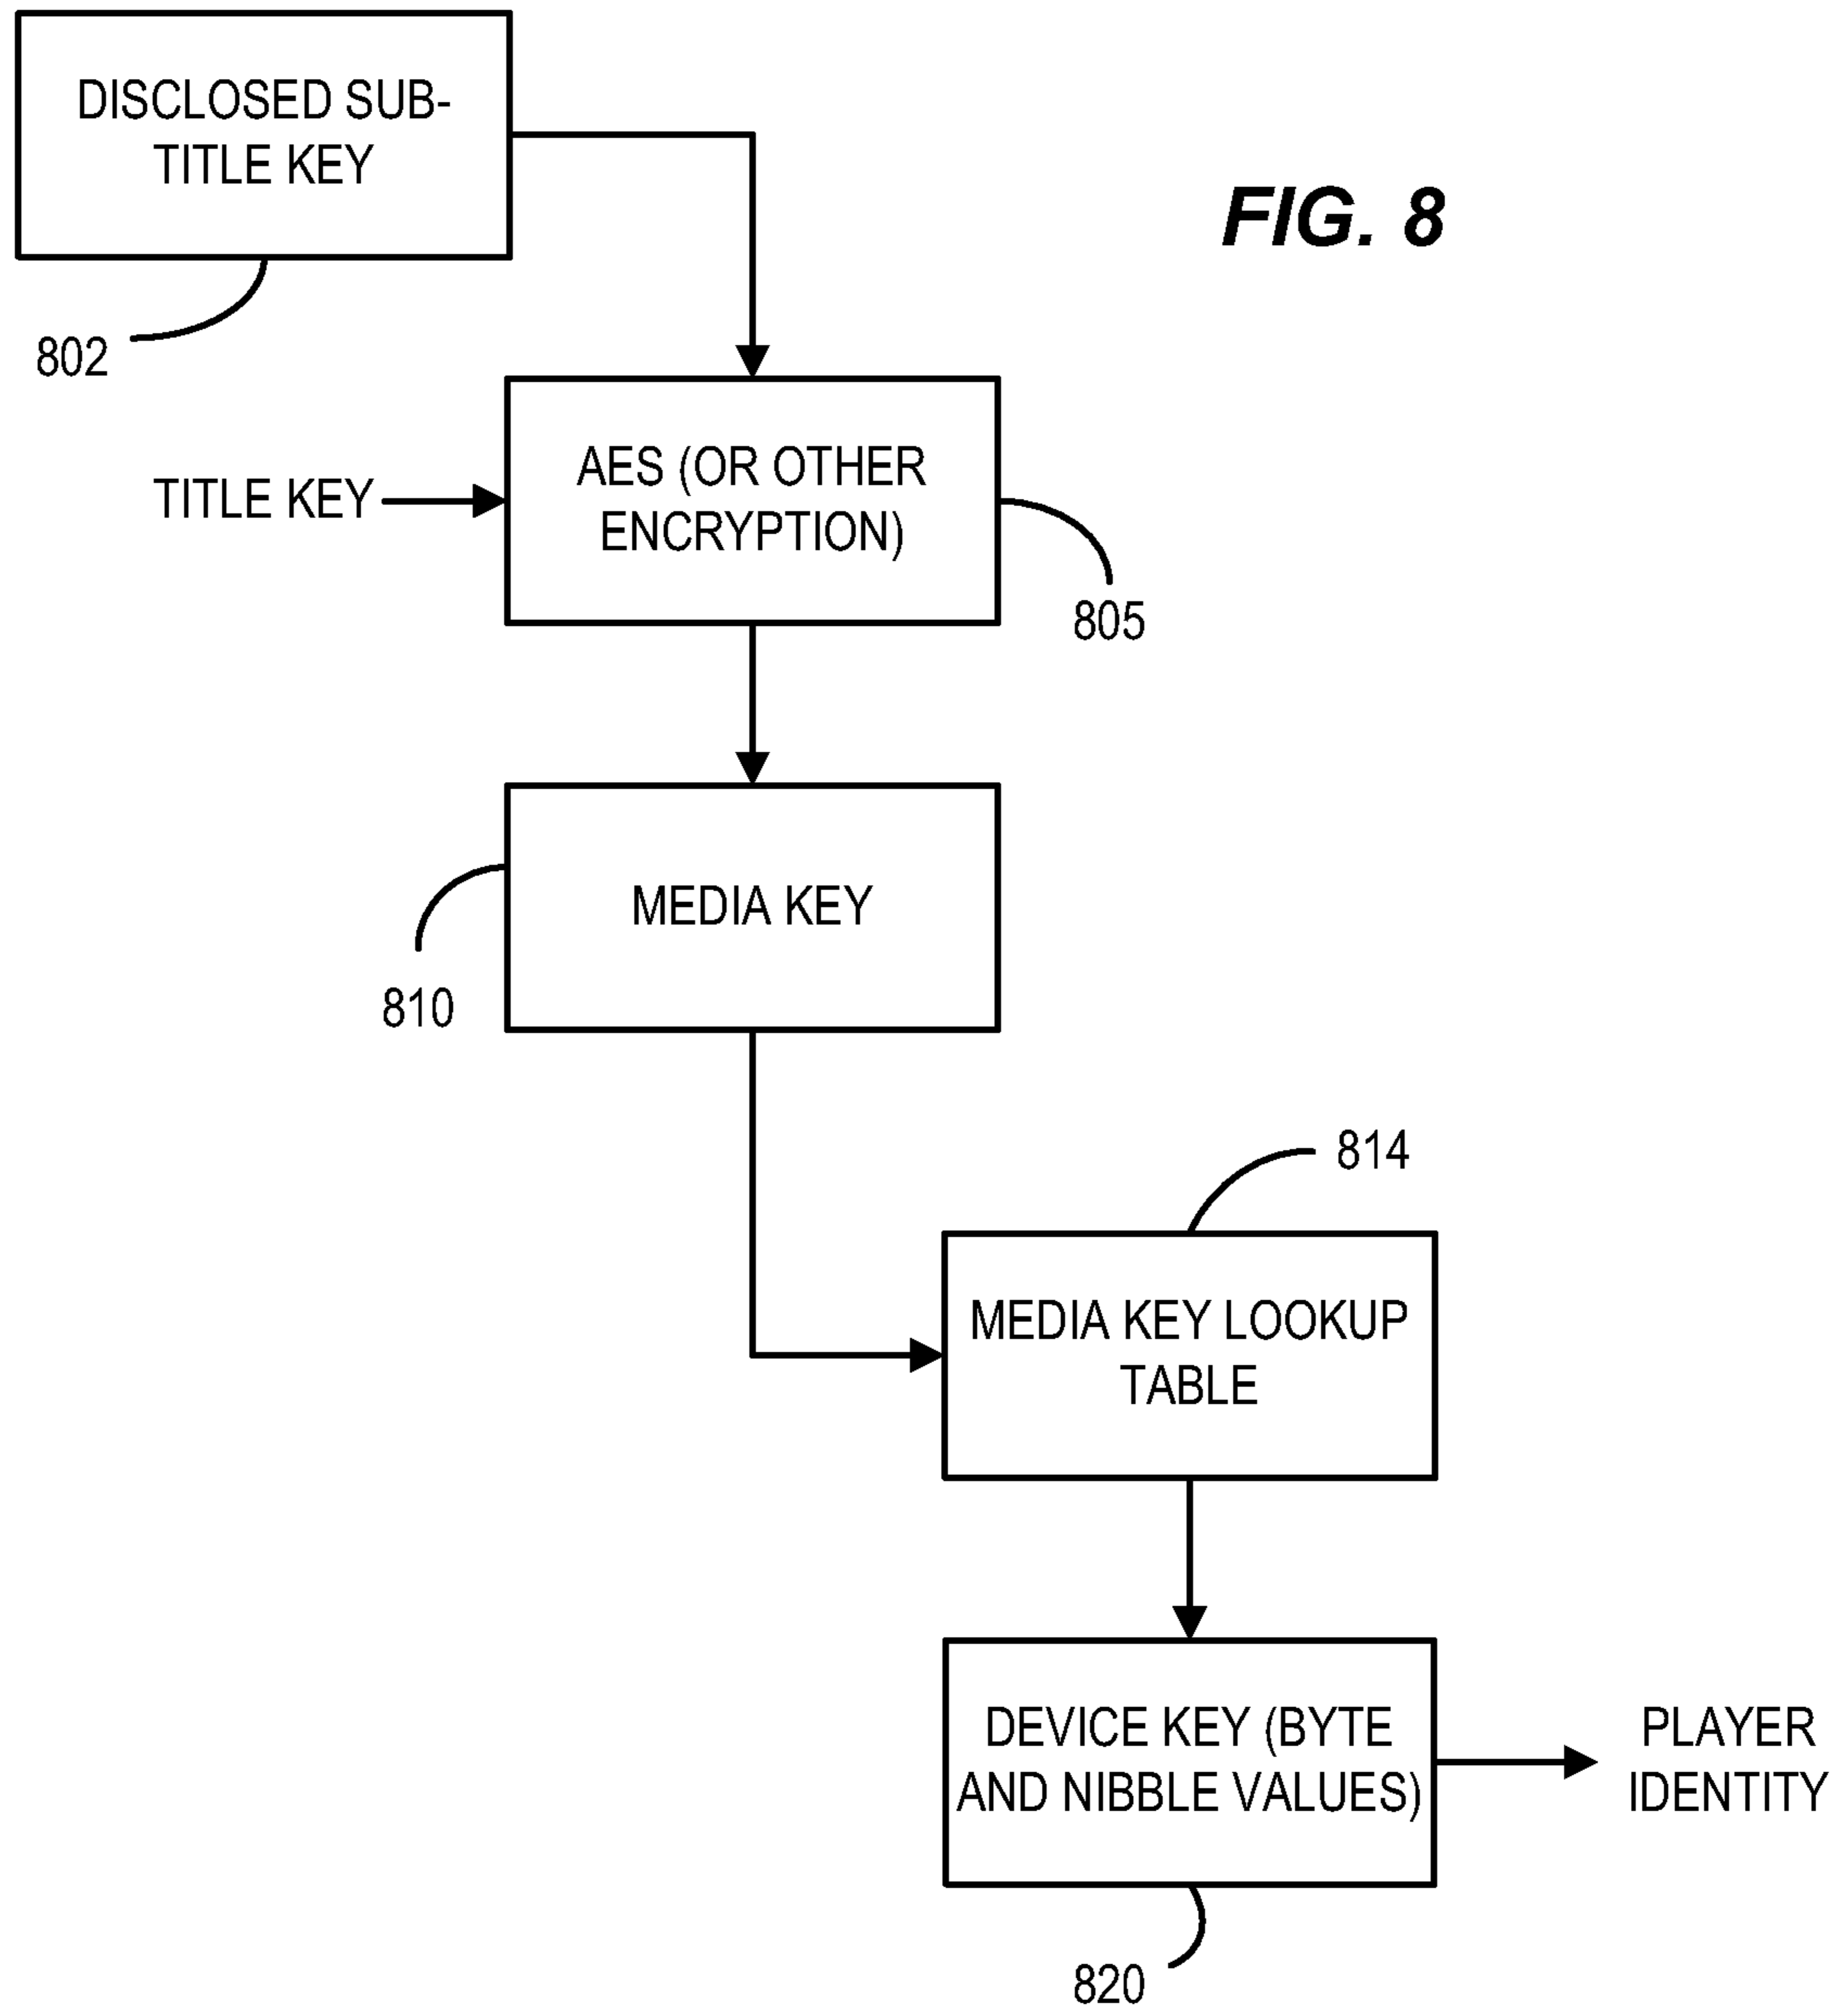 DISCLOSED SUB-
TITLE KEY
FIG. 8
802
AES (OR OTHER
ENCRYPTION)
TITLE KEY
805
MEDIA KEY
810
814
MEDIA KEY LOOKUP
TABLE
DEVICE KEY (BYTE
AND NIBBLE VALUES)
PLAYER
IDENTITY
820